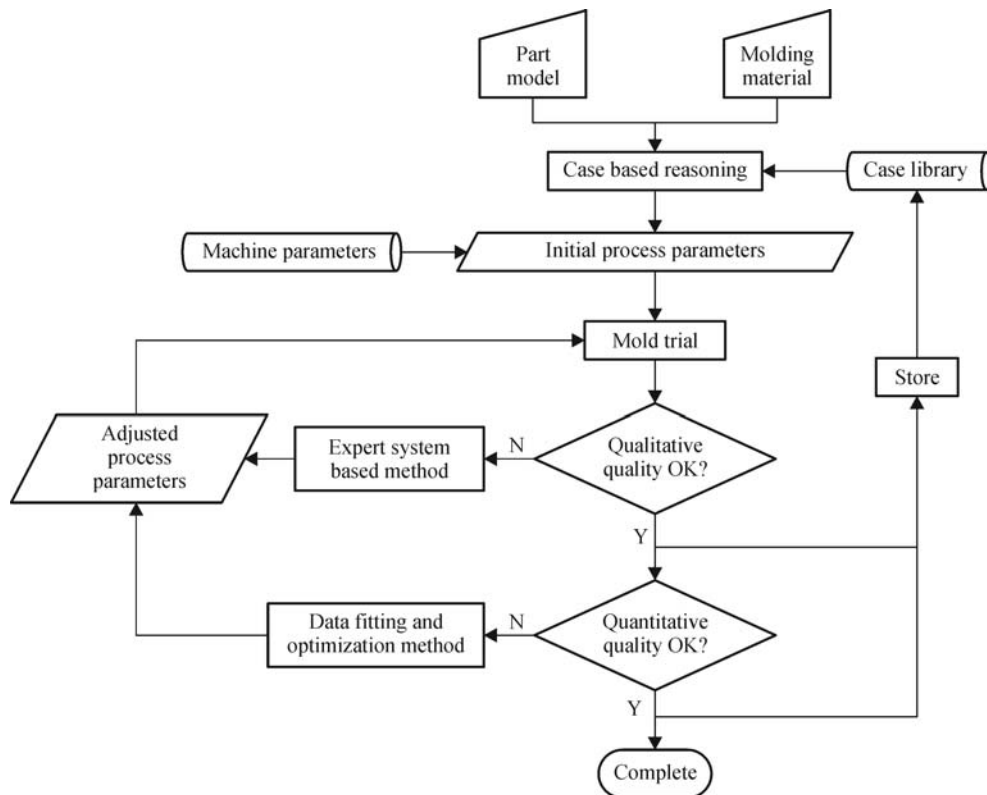 Part
model
Molding
material
Case based reasoning
Case library
Machine parameters
Initial process parameters
Mold trial
Store
Adjusted
process
parameters
Expert system
based method
N
Qualitative
quality OK?
Y
Data fitting and
optimization method
N
Quantitative
quality OK?
Y
Complete